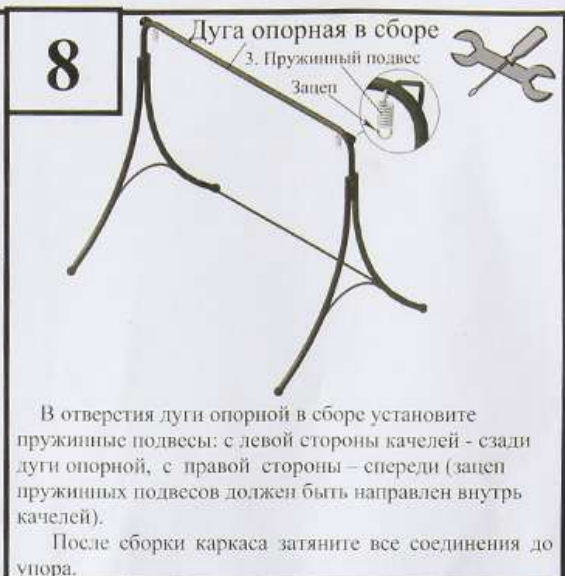 8
Дуга опорная в сборе
3. Пружинный подвес
Зацеп
В отверстия дуги опорной в сборе установите
пружинные подвесы: с левой стороны качелей - сзади
дуги опорной, с правой стороны – спереди (зацеп
пружинных подвесов должен быть направлен внутрь
качелей).
После сборки каркаса затяните все соединения до
упора.